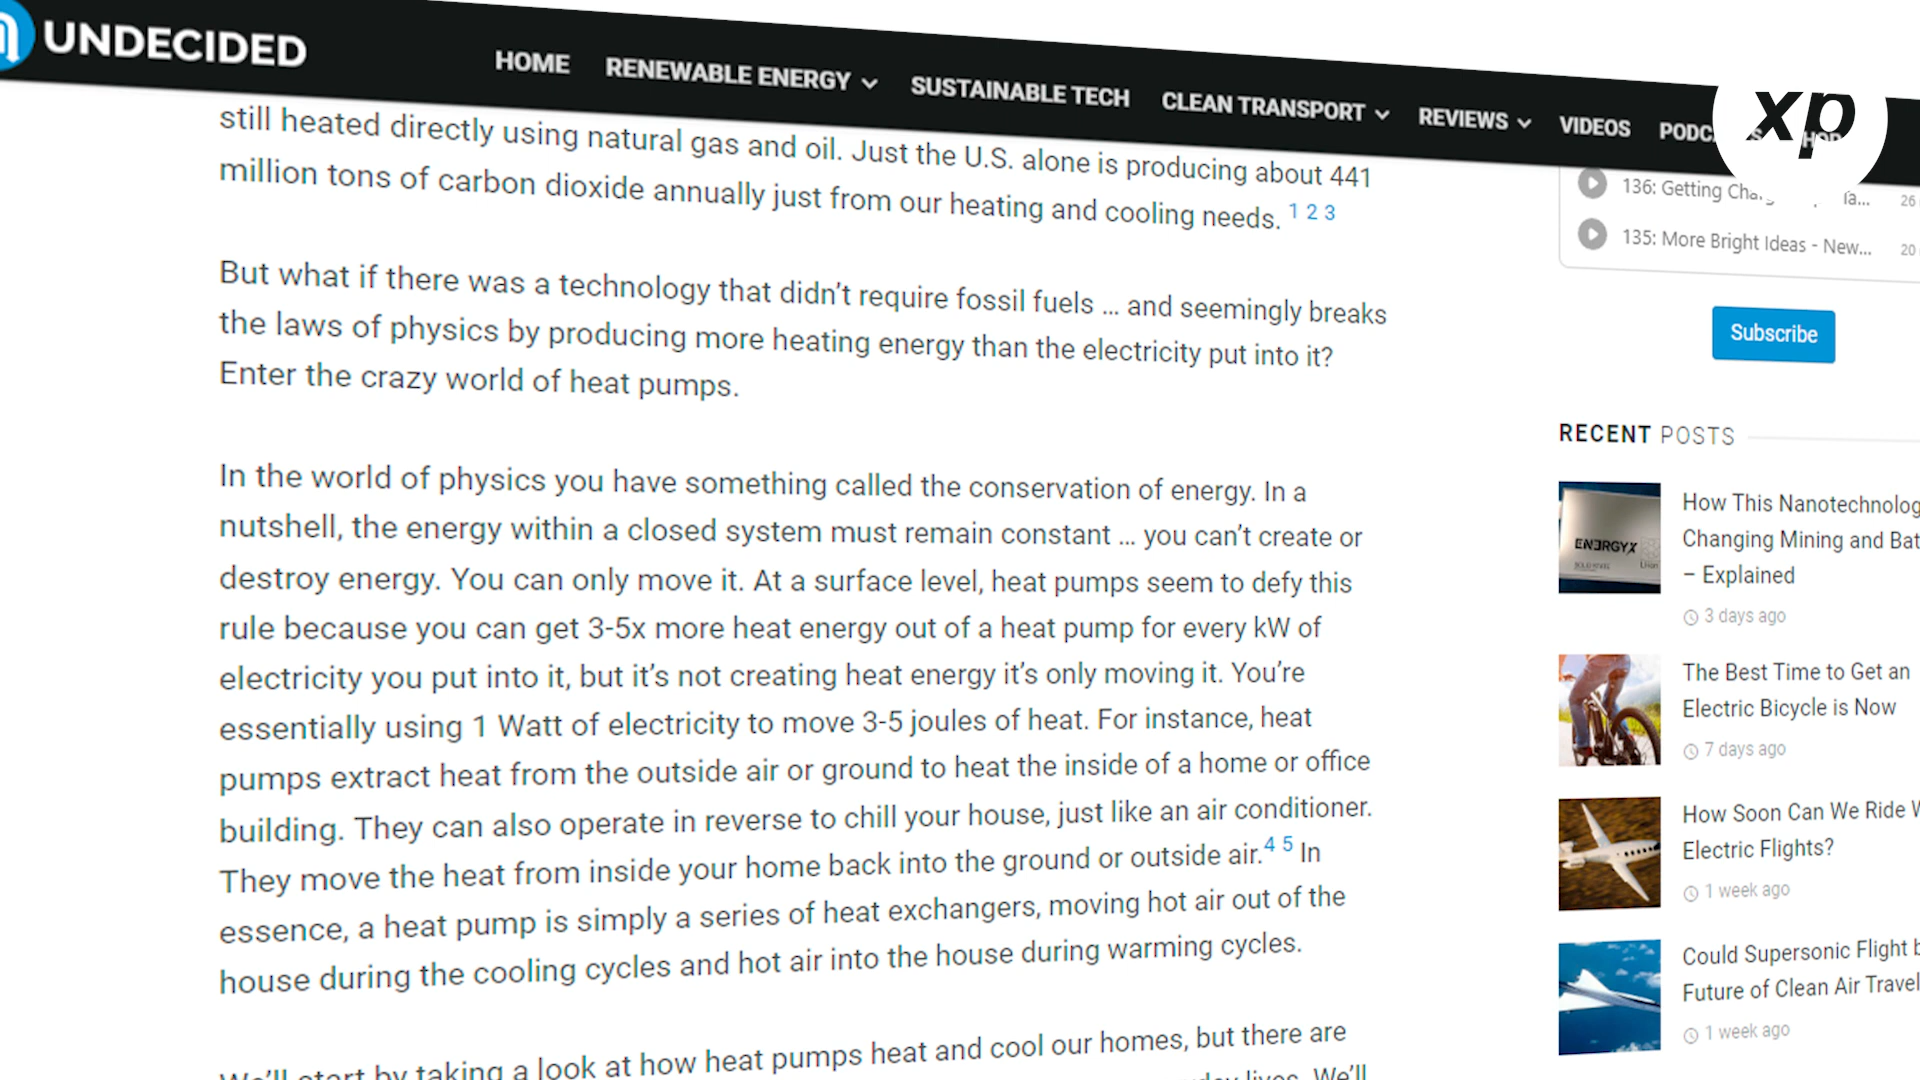 UNDECIDED
HOME RENEWABLE ENERGY SUSTAINABLE TECH CLEAN TRANSPORT REVIEWS VIDEOS
xp
still heated directly using natural gas and oil. Just the U.S. alone is producing about 441
million tons of carbon dioxide annually just from our heating and cooling needs. 1 2 3
But what if there was a technology that didn’t require fossil fuels … and seemingly breaks
the laws of physics by producing more heating energy than the electricity put into it?
Enter the crazy world of heat pumps.
In the world of physics you have something called the conservation of energy. In a
nutshell, the energy within a closed system must remain constant … you can’t create or
destroy energy. You can only move it. At a surface level, heat pumps seem to defy this
rule because you can get 3-5x more heat energy out of a heat pump for every kW of
electricity you put into it, but it’s not creating heat energy it’s only moving it. You’re
essentially using 1 Watt of electricity to move 3-5 joules of heat. For instance, heat
pumps extract heat from the outside air or ground to heat the inside of a home or office
building. They can also operate in reverse to chill your house, just like an air conditioner.
They move the heat from inside your home back into the ground or outside air.4 5 In
essence, a heat pump is simply a series of heat exchangers, moving hot air out of the
house during the cooling cycles and hot air into the house during warming cycles.
We’ll start by taking a look at how heat pumps heat and cool our homes, but there are
lives. We’ll
136: Getting
26
135: More Bright Ideas - New...
20
Subscribe
RECENT POSTS
ENERGYX
How This Nanotechnolog
Changing Mining and Bat
– Explained
3 days ago
The Best Time to Get an
Electric Bicycle is Now
7 days ago
How Soon Can We Ride
Electric Flights?
1 week ago
Could Supersonic Flight b
Future of Clean Air Travel
1 week ago